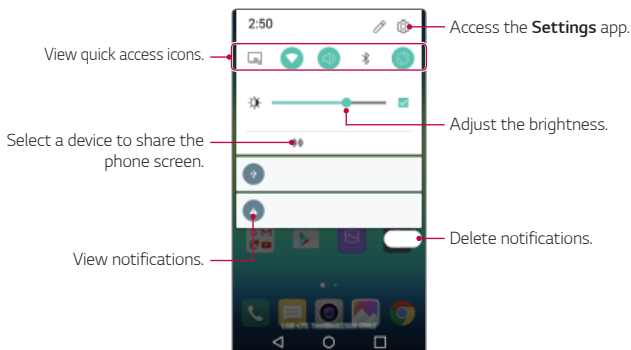 2:50
Access the Settings app.
View quick access icons.
Adjust the brightness.
Select a device to share the
phone screen.
Delete notifications.
View notifications.